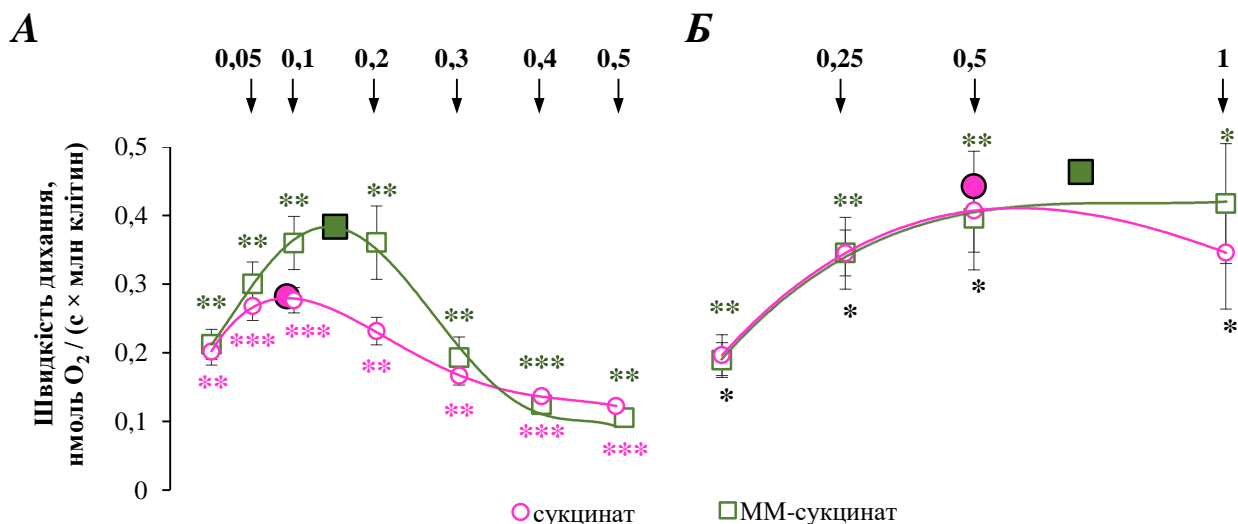 А
Б
0,05 0,1 0,2 0,3 0,4 0,5
0,25 0,5 1
Швидкість дихання,
нмоль O₂ / (с × млн клітин)
0,5
0,4
0,3
0,2
0,1
0
** ** ** ** ** *** **
** *** *** ** ** *** ***
** ** ** *
* * * *
сукцинат
ММ-сукцинат